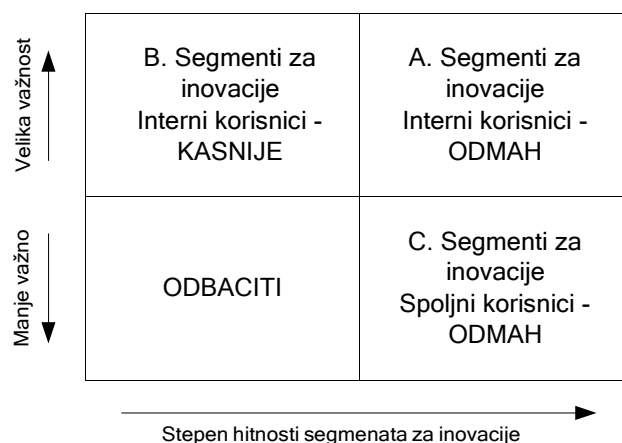 Velika važnost
B. Segmenti za
inovacije
Interni korisnici -
KASNIJE
A. Segmenti za
inovacije
Interni korisnici -
ODMAH
Manje važno
ODBACITI
C. Segmenti za
inovacije
Spoljni korisnici -
ODMAH
Stepen hitnosti segmenata za inovacije